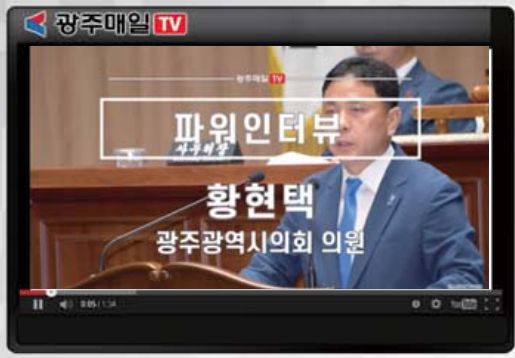 광주매일 TV
광주매일 TV
파워인터뷰
황현택
광주광역시의회 의원
0:05 / 1:34
YouTube